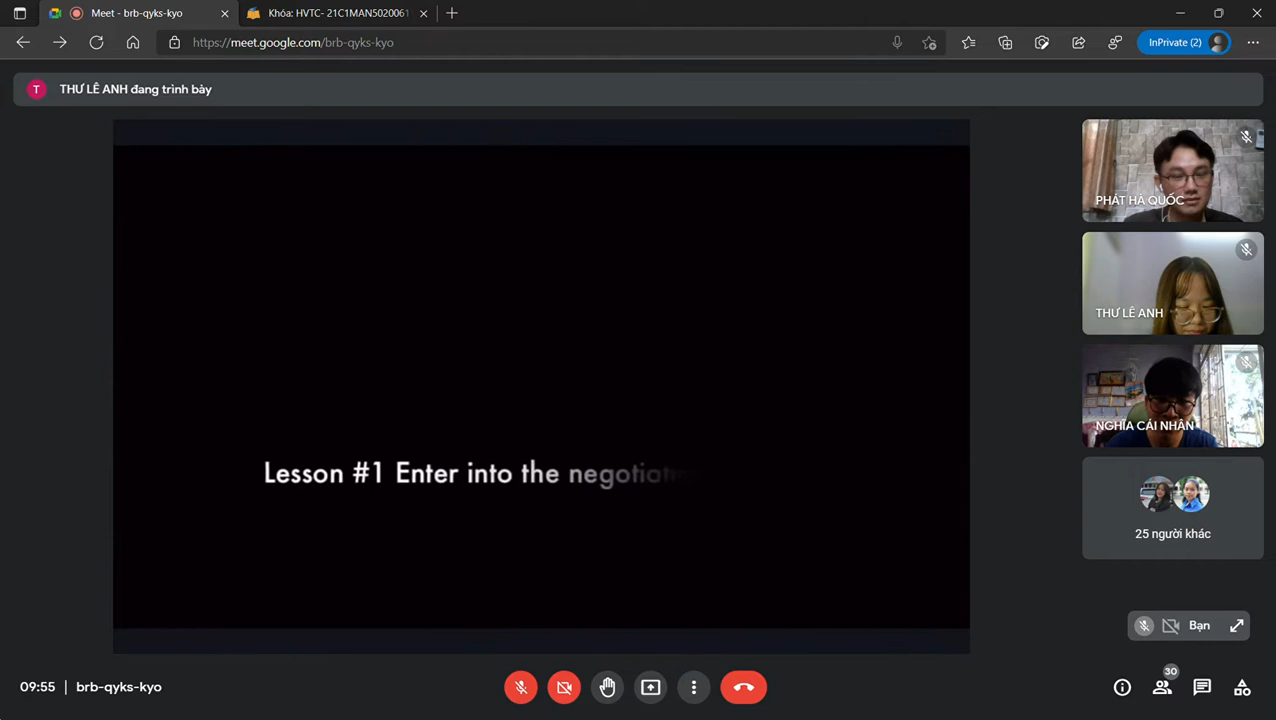 Meet - brb-qyks-kyo
Khóa: HVTC- 21C1MAN5020061
https://meet.google.com/brb-qyks-kyo
InPrivate (2)
T
THƯ LÊ ANH đang trình bày
PHÁT HÀ QUỐC
THƯ LÊ ANH
NGHĨA CÁI NHÂN
25 người khác
Lesson #1 Enter into the
Bạn
09:55 | brb-qyks-kyo
30